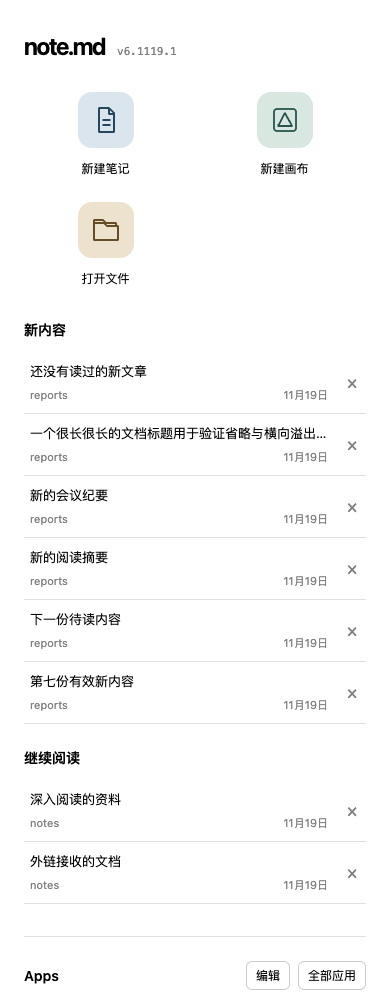 note.md v6.1119.1
新建笔记 新建画布
打开文件
新内容
还没有读过的新文章
reports 11月19日
一个很长很长的文档标题用于验证省略与横向溢出...
reports 11月19日
新的会议纪要
reports 11月19日
新的阅读摘要
reports 11月19日
下一份待读内容
reports 11月19日
第七份有效新内容
reports 11月19日
继续阅读
深入阅读的资料
notes 11月19日
外链接收的文档
notes 11月19日
Apps 编辑 全部应用